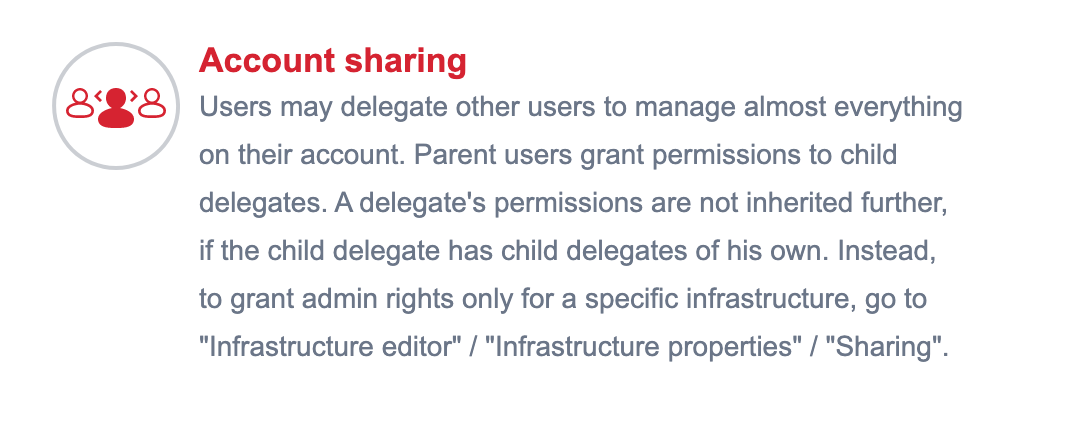 Account sharing
Users may delegate other users to manage almost everything
on their account. Parent users grant permissions to child
delegates. A delegate's permissions are not inherited further,
if the child delegate has child delegates of his own. Instead,
to grant admin rights only for a specific infrastructure, go to
"Infrastructure editor" / "Infrastructure properties" / "Sharing".